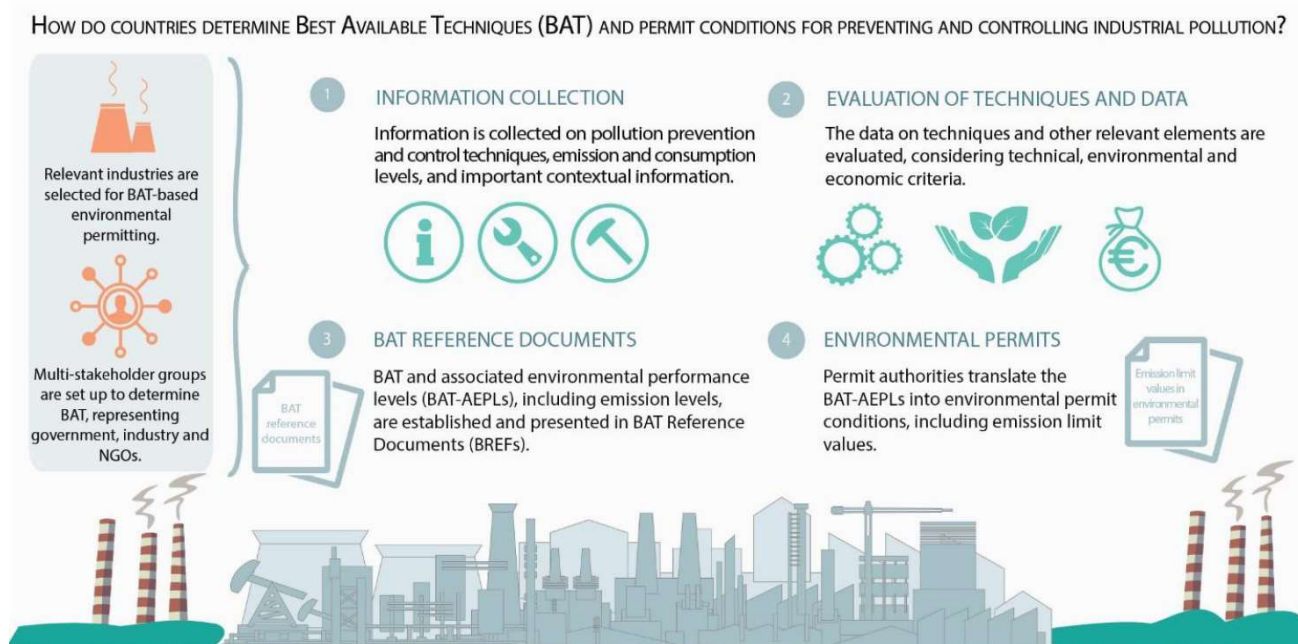 HOW DO COUNTRIES DETERMINE BEST AVAILABLE TECHNIQUES (BAT) AND PERMIT CONDITIONS FOR PREVENTING AND CONTROLLING INDUSTRIAL POLLUTION?
Relevant industries are
selected for BAT-based
environmental
permitting.
Multi-stakeholder groups
are set up to determine
BAT, representing
government, industry and
NGOs.
1
INFORMATION COLLECTION
Information is collected on pollution prevention
and control techniques, emission and consumption
levels, and important contextual information.
2
EVALUATION OF TECHNIQUES AND DATA
The data on techniques and other relevant elements are
evaluated, considering technical, environmental and
economic criteria.
€
3
BAT REFERENCE DOCUMENTS
BAT and associated environmental performance
levels (BAT-AEPLs), including emission levels,
are established and presented in BAT Reference
Documents (BREFs).
BAT
reference
documents
4
ENVIRONMENTAL PERMITS
Permit authorities translate the
BAT-AEPLs into environmental permit
conditions, including emission limit
values.
Emission limit
values in
environmental
permits